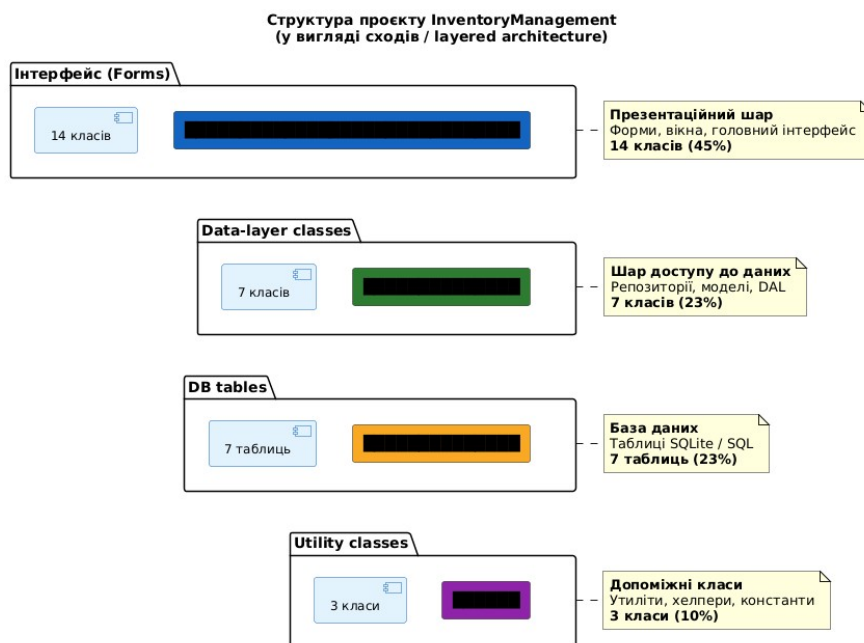 Структура проєкту InventoryManagement
(у вигляді сходів / layered architecture)
Інтерфейс (Forms)
14 класів
Презентаційний шар
Форми, вікна, головний інтерфейс
14 класів (45%)
Data-layer classes
7 класів
Шар доступу до даних
Репозиторії, моделі, DAL
7 класів (23%)
DB tables
7 таблиць
База даних
Таблиці SQLite / SQL
7 таблиць (23%)
Utility classes
3 класи
Допоміжні класи
Утиліти, хелпери, константи
3 класи (10%)